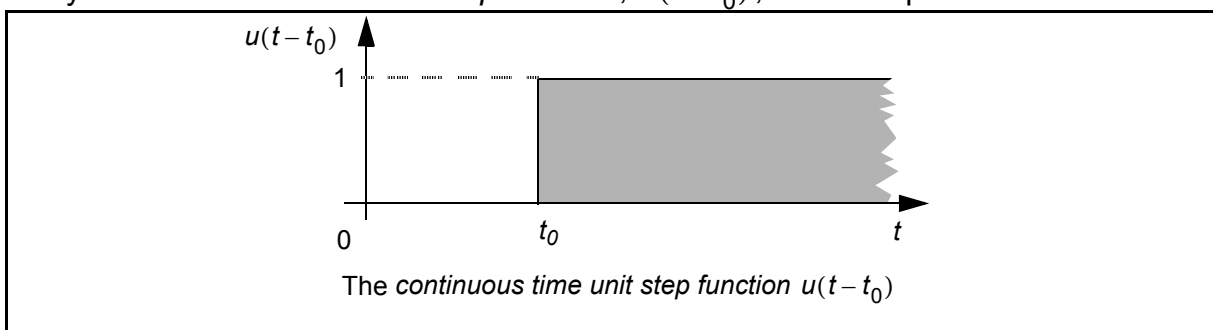 u(t – t₀)
1
0
t₀
t
The continuous time unit step function u(t – t₀)